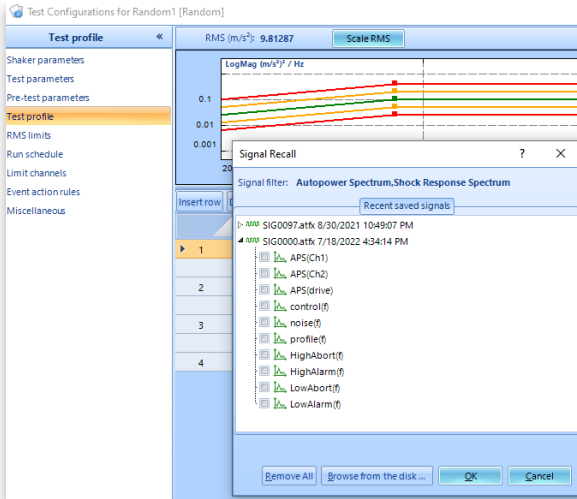 Test Configurations for Random1 [Random]
Test profile «
RMS (m/s²): 9.81287 Scale RMS
Shaker parameters
Test parameters
Pre-test parameters
Test profile
RMS limits
Run schedule
Limit channels
Event action rules
Miscellaneous
LogMag (m/s²)² / Hz
0.1
0.01
0.001
20
Insert row
1
2
3
4
Signal Recall ? X
Signal filter: Autopower Spectrum,Shock Response Spectrum
Recent saved signals
SIG0097.atfx 8/30/2021 10:49:07 PM
SIG0000.atfx 7/18/2022 4:34:14 PM
APS(Ch1)
APS(Ch2)
APS(drive)
control(f)
noise(f)
profile(f)
HighAbort(f)
HighAlarm(f)
LowAbort(f)
LowAlarm(f)
Remove All Browse from the disk ... OK Cancel